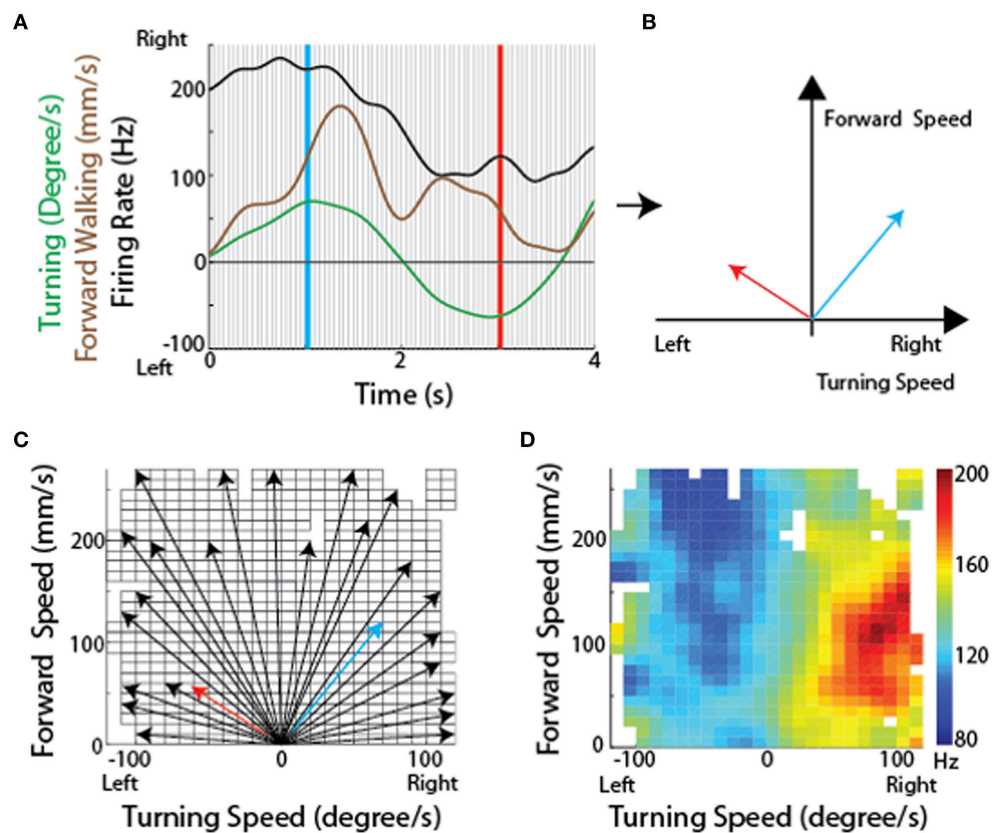 A
Turning (Degree/s)
Forward Walking (mm/s)
Firing Rate (Hz)
Right
200
100
0
-100
Left
0
2
4
Time (s)
B
Forward Speed
Left
Right
Turning Speed
C
Forward Speed (mm/s)
200
100
0
-100
0
100
Left
Right
Turning Speed (degree/s)
D
Forward Speed (mm/s)
200
100
0
-100
0
100
Left
Right
Turning Speed (degree/s)
200
160
120
80
Hz